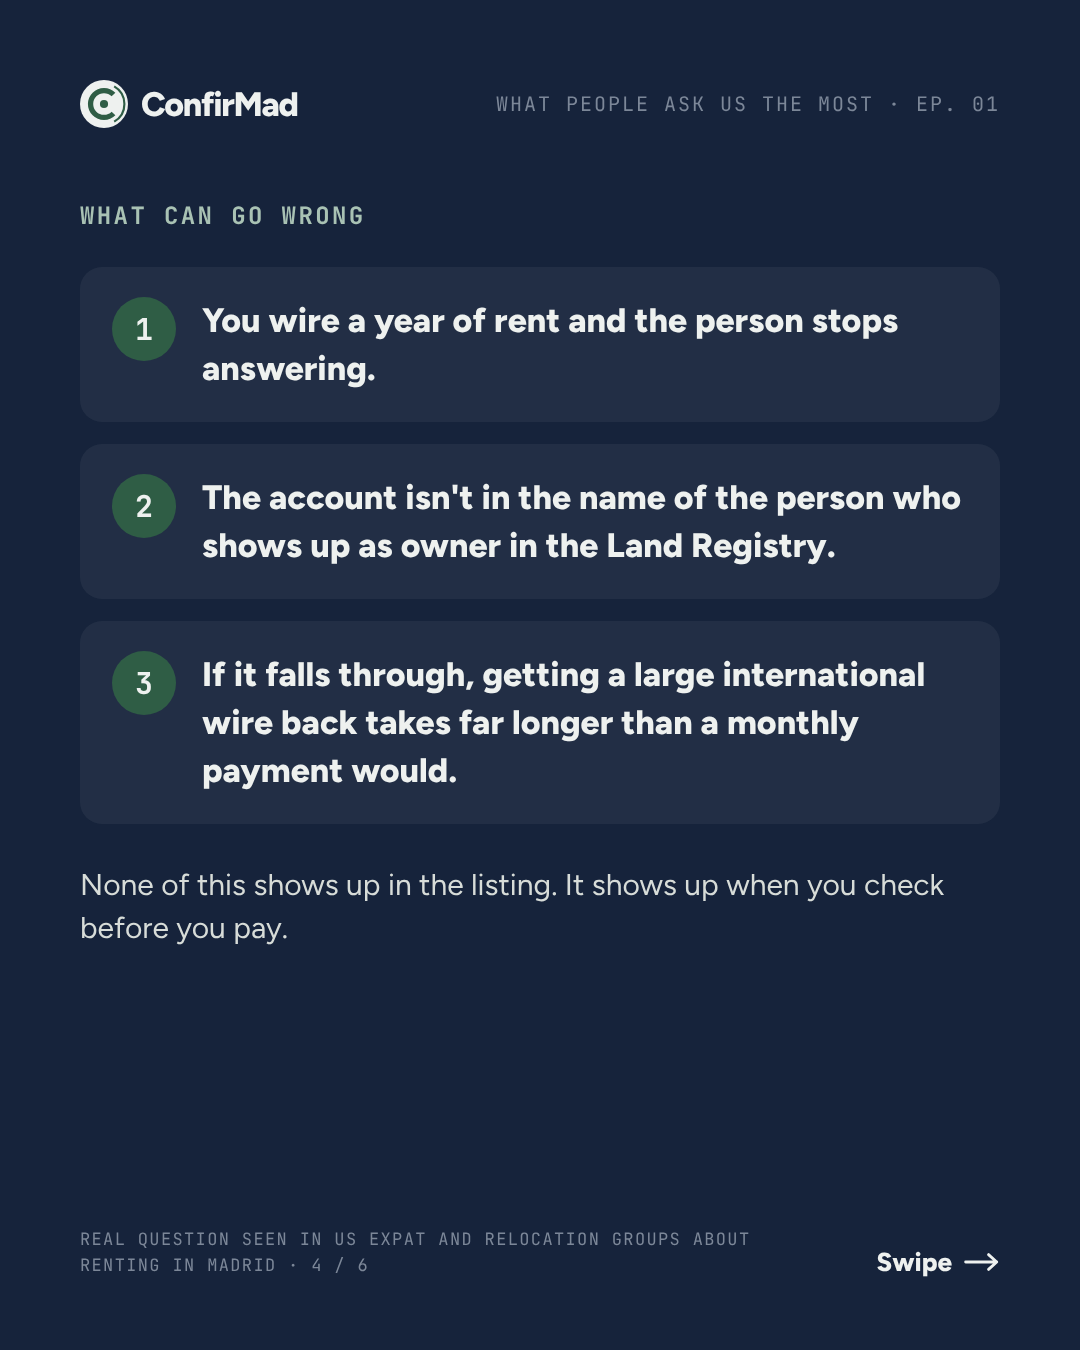 ConfirMad
WHAT PEOPLE ASK US THE MOST · EP. 01
WHAT CAN GO WRONG
1
You wire a year of rent and the person stops
answering.
2
The account isn't in the name of the person who
shows up as owner in the Land Registry.
3
If it falls through, getting a large international
wire back takes far longer than a monthly
payment would.
None of this shows up in the listing. It shows up when you check
before you pay.
REAL QUESTION SEEN IN US EXPAT AND RELOCATION GROUPS ABOUT
RENTING IN MADRID · 4 / 6
Swipe →